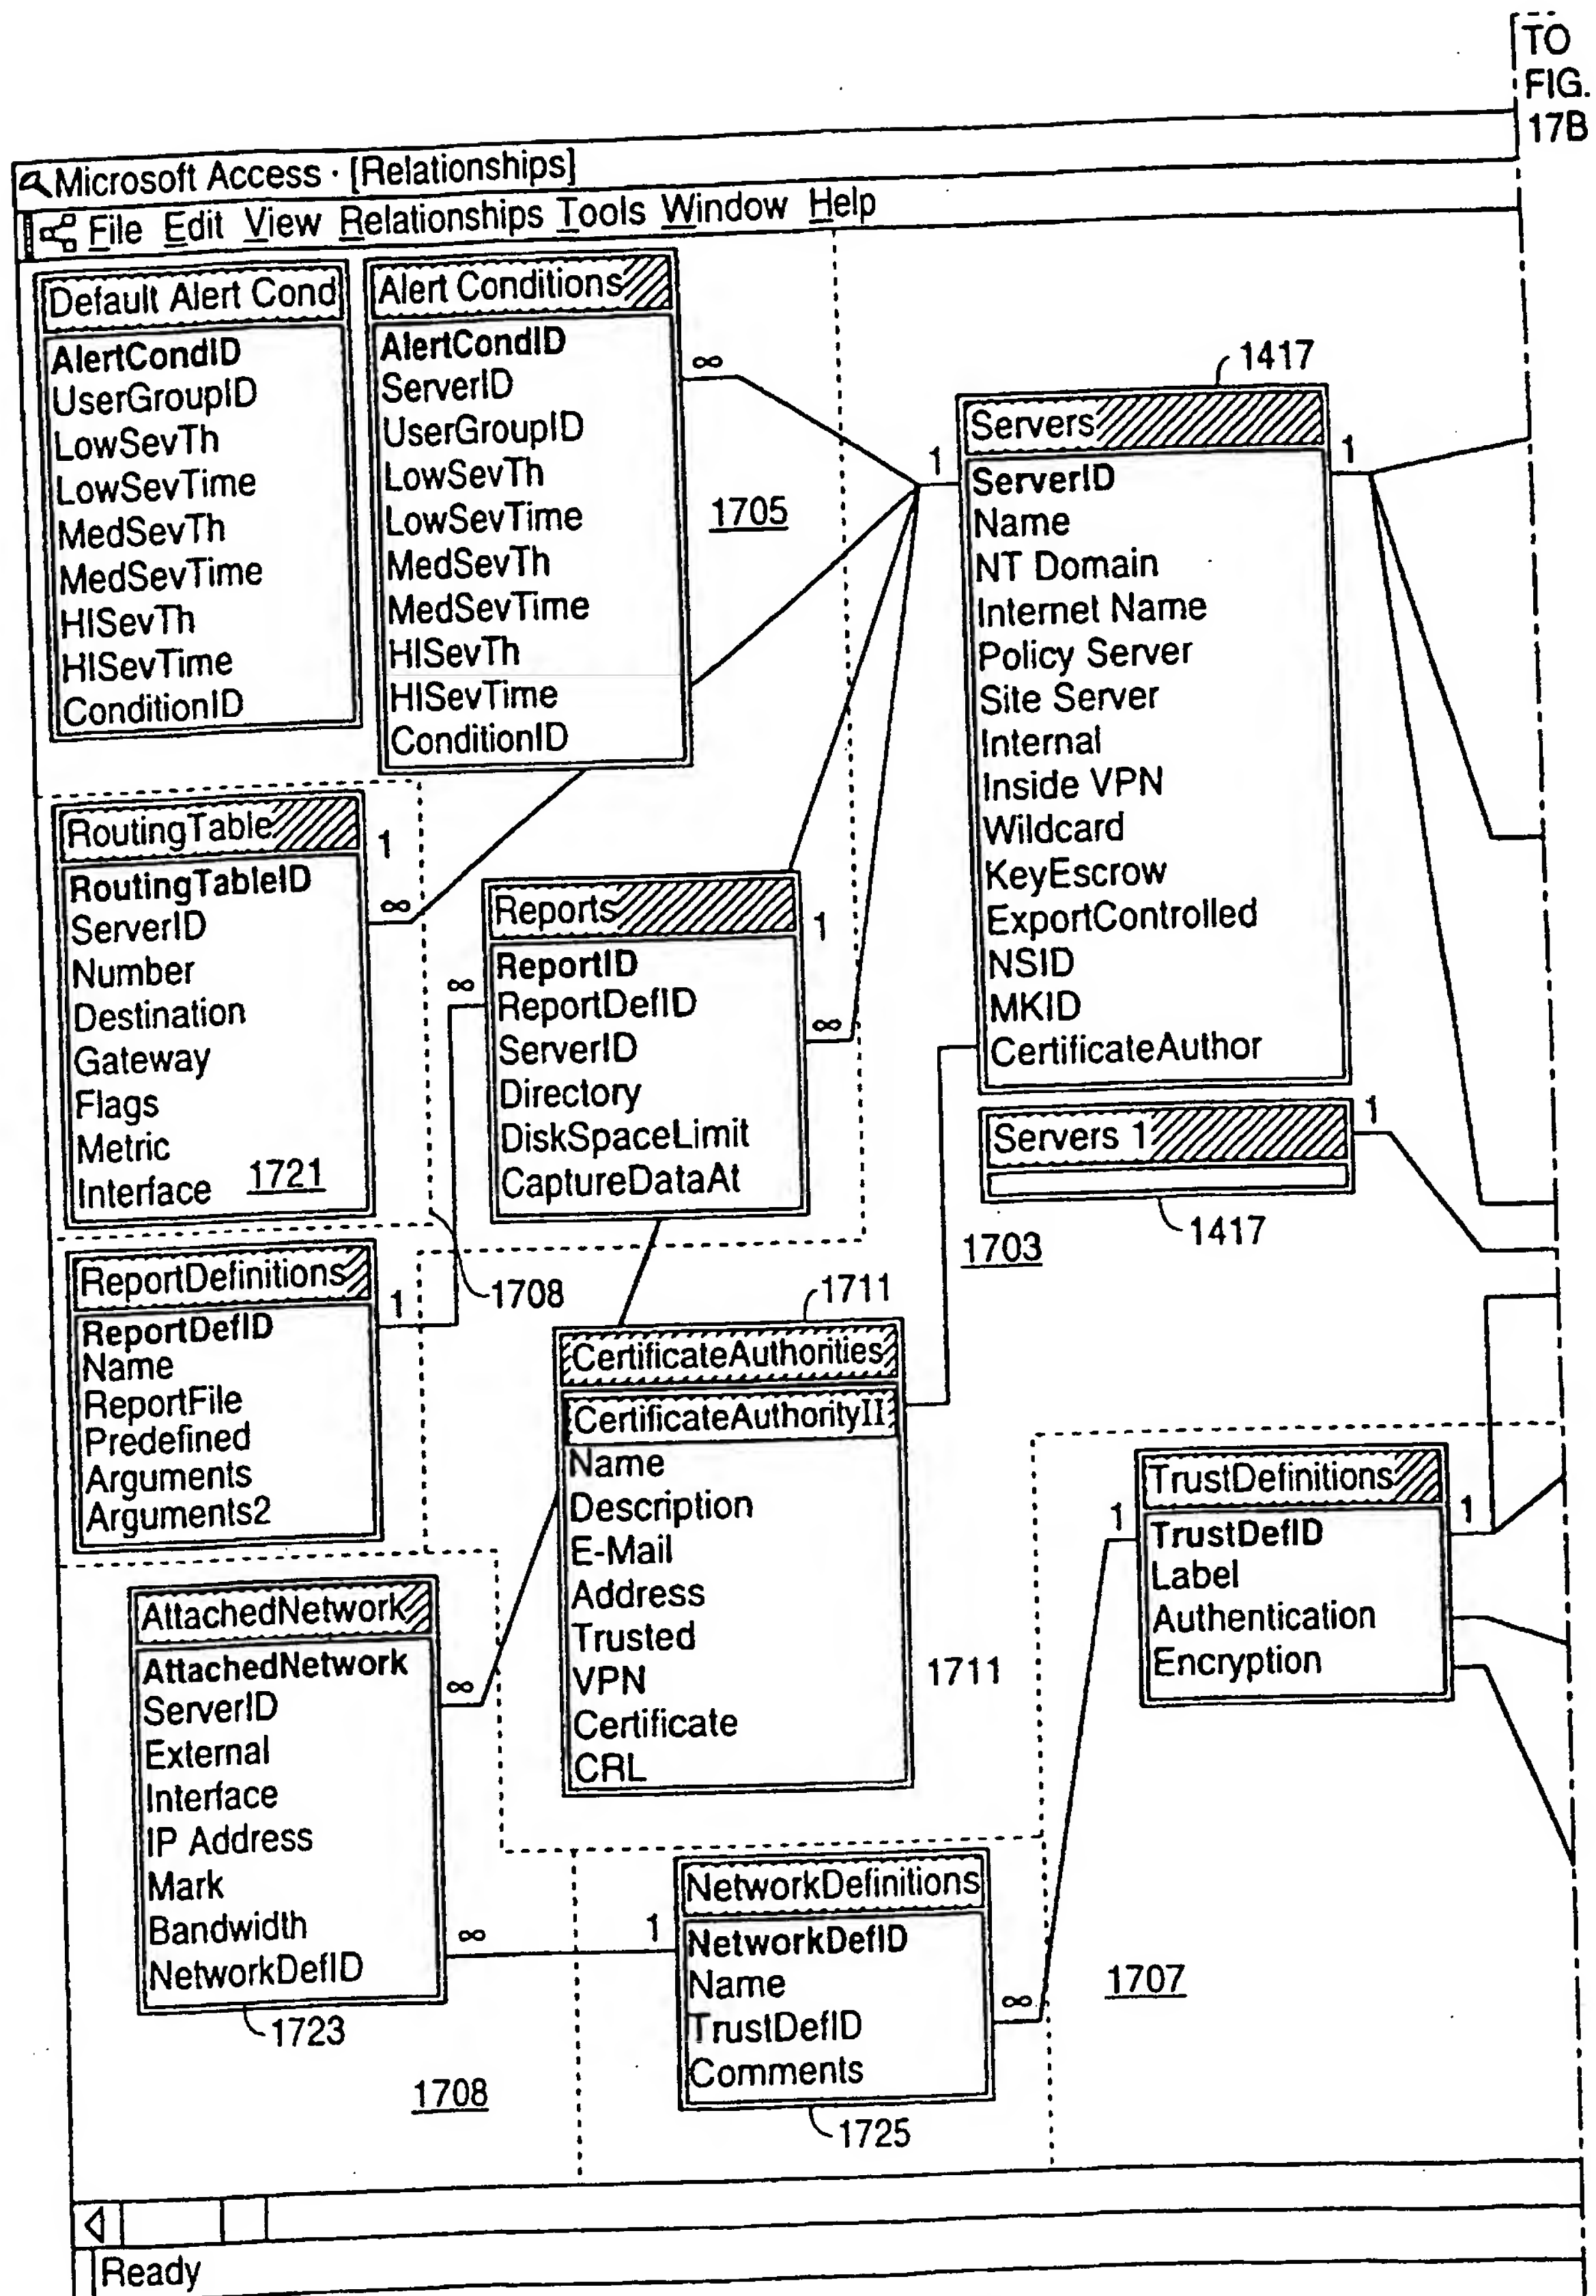 TO
FIG.
17B
Microsoft Access · [Relationships]
File Edit View Relationships Tools Window Help
Default Alert Cond
AlertCondID
UserGroupID
LowSevTh
LowSevTime
MedSevTh
MedSevTime
HISevTh
HISevTime
ConditionID
Alert Conditions
AlertCondID
ServerID
UserGroupID
LowSevTh
LowSevTime
MedSevTh
MedSevTime
HISevTh
HISevTime
ConditionID
∞
1705
1417
1
Servers
1
ServerID
Name
NT Domain
Internet Name
Policy Server
Site Server
Internal
Inside VPN
Wildcard
KeyEscrow
ExportControlled
NSID
MKID
CertificateAuthor
RoutingTable
1
RoutingTableID
∞
ServerID
Number
Destination
Gateway
Flags
Metric
Interface 1721
Reports
1
ReportID
∞
ReportDefID
∞
ServerID
Directory
DiskSpaceLimit
CaptureDataAt
Servers 1
1
1417
1703
1708
ReportDefinitions
1
ReportDefID
Name
ReportFile
Predefined
Arguments
Arguments2
1711
CertificateAuthorities
CertificateAuthorityII
Name
Description
E-Mail
Address
Trusted
VPN
Certificate
CRL
1711
TrustDefinitions
1
1
TrustDefID
Label
Authentication
Encryption
AttachedNetwork
AttachedNetwork
∞
ServerID
External
Interface
IP Address
Mark
Bandwidth
∞
NetworkDefID
1723
1708
1
NetworkDefinitions
NetworkDefID
Name
∞
TrustDefID
Comments
1725
1707
Ready